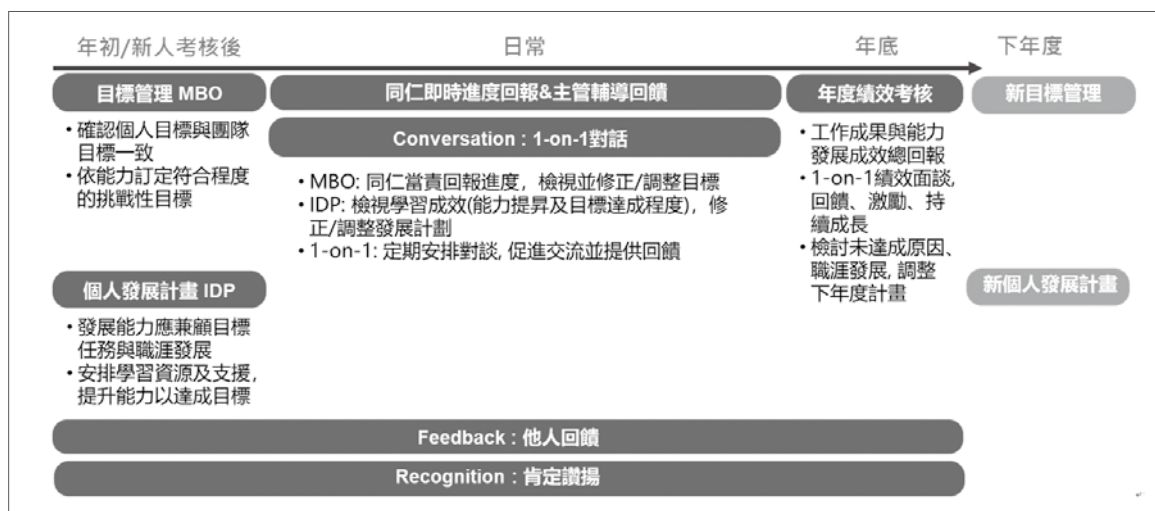 年初/新人考核後
日常
年底
下年度
目標管理 MBO
同仁即時進度回報&主管輔導回饋
年度績效考核
新目標管理
• 確認個人目標與團隊
目標一致
• 依能力訂定符合程度
的挑戰性目標
Conversation : 1-on-1對話
• MBO: 同仁當責回報進度, 檢視並修正/調整目標
• IDP: 檢視學習成效(能力提昇及目標達成程度), 修
正/調整發展計劃
• 1-on-1: 定期安排對談, 促進交流並提供回饋
• 工作成果與能力
發展成效總回報
• 1-on-1績效面談,
回饋、激勵、持
續成長
• 檢討未達成原因、
職涯發展, 調整
下年度計畫
個人發展計畫 IDP
新個人發展計畫
• 發展能力應兼顧目標
任務與職涯發展
• 安排學習資源及支援,
提升能力以達成目標
Feedback : 他人回饋
Recognition : 肯定讚揚